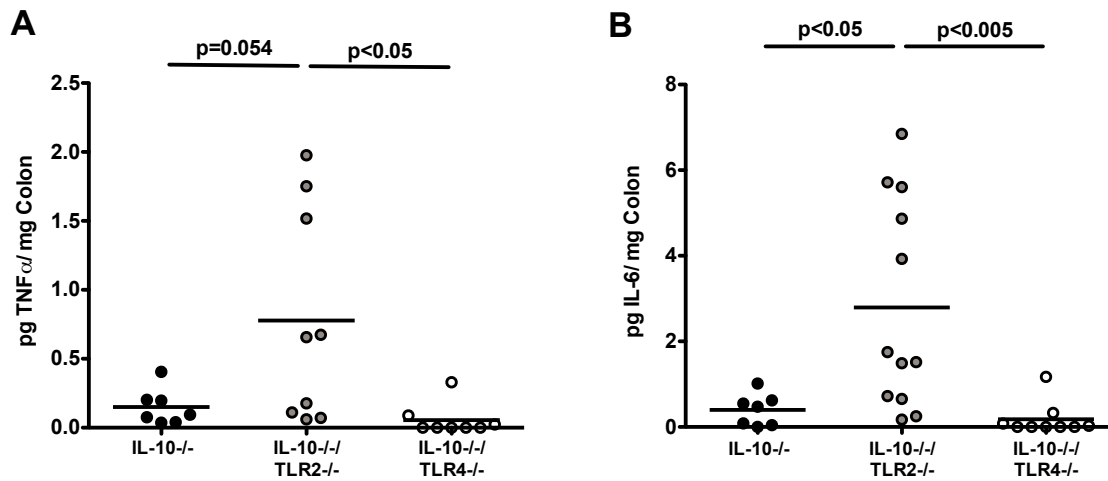 A
p=0.054
p<0.05
pg TNFα/ mg Colon
2.5
2.0
1.5
1.0
0.5
0.0
IL-10-/-
IL-10-/-/
TLR2-/-
IL-10-/-/
TLR4-/-
B
p<0.05
p<0.005
pg IL-6/ mg Colon
8
6
4
2
0
IL-10-/-
IL-10-/-/
TLR2-/-
IL-10-/-/
TLR4-/-